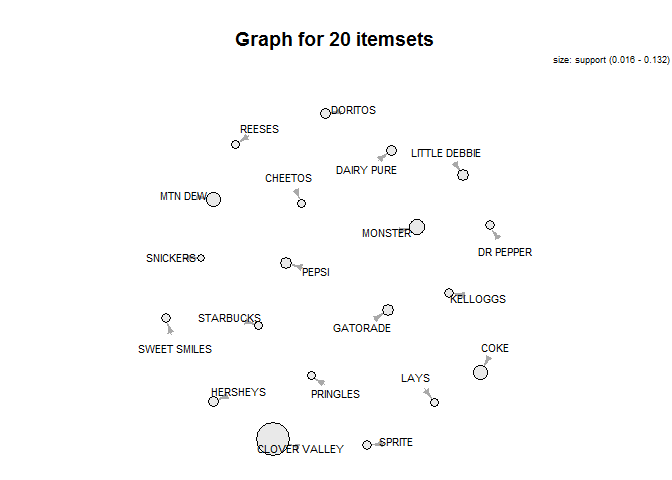 Graph for 20 itemsets
size: support (0.016 - 0.132)
DORITOS
REESES
LITTLE DEBBIE
DAIRY PURE
CHEETOS
MTN DEW
MONSTER
DR PEPPER
SNICKERS
PEPSI
KELLOGGS
STARBUCKS
GATORADE
SWEET SMILES
COKE
LAYS
HERSHEYS
PRINGLES
SPRITE
CLOVER VALLEY